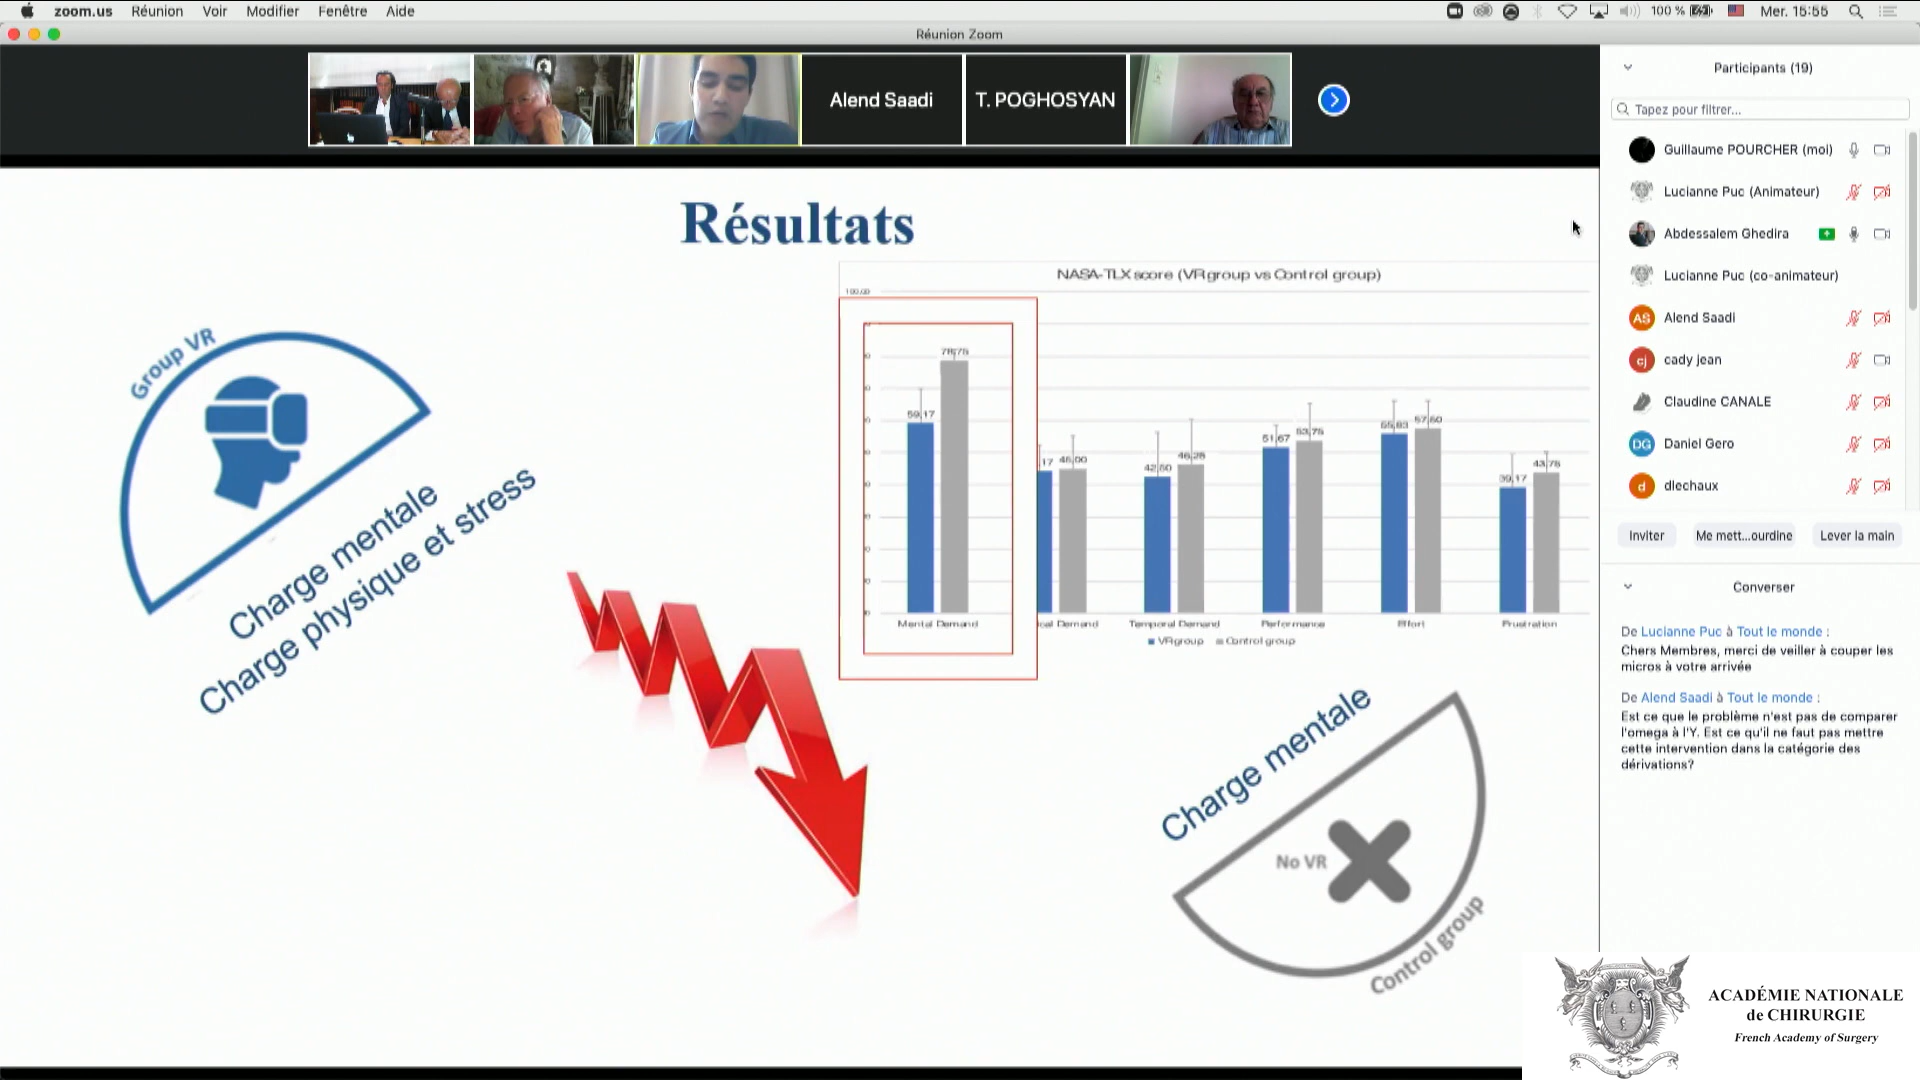 zoom.us Réunion Voir Modifier Fenêtre Aide
100 % Mer. 15:55
Réunion Zoom
Alend Saadi
T. POGHOSYAN
Participants (19)
Tapez pour filtrer...
Guillaume POURCHER (moi)
Lucianne Puc (Animateur)
Abdessalem Ghedira
Lucianne Puc (co-animateur)
AS Alend Saadi
cj cady jean
Claudine CANALE
DG Daniel Gero
d dlechaux
Inviter Me mett...ourdine Lever la main
Converser
De Lucianne Puc à Tout le monde :
Chers Membres, merci de veiller à couper les
micros à votre arrivée
De Alend Saadi à Tout le monde :
Est ce que le problème n'est pas de comparer
l'omega à l'Y. Est ce qu'il ne faut pas mettre
cette intervention dans la catégorie des
dérivations?
Résultats
Group VR
Charge mentale
Charge physique et stress
NASA-TLX score (VR group vs Control group)
100,00
59,17 78,75
17 45,00
42,50 46,25
51,67 53,75
55,83 57,50
39,17 43,75
Mental Demand cal Demand Temporal Demand Performance Effort Frustration
VR group Control group
Charge mentale
No VR
Control group
ACADÉMIE NATIONALE
de CHIRURGIE
French Academy of Surgery